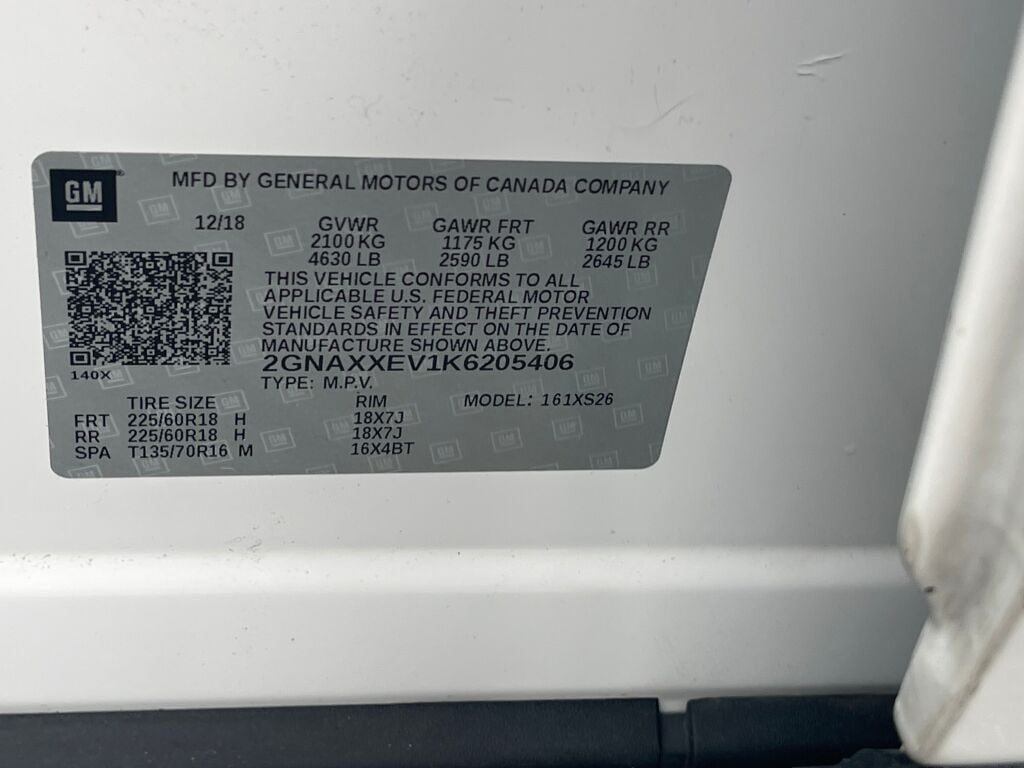 GM
MFD BY GENERAL MOTORS OF CANADA COMPANY
12/18 GVWR GAWR FRT GAWR RR
2100 KG 1175 KG 1200 KG
4630 LB 2590 LB 2645 LB
THIS VEHICLE CONFORMS TO ALL
APPLICABLE U.S. FEDERAL MOTOR
VEHICLE SAFETY AND THEFT PREVENTION
STANDARDS IN EFFECT ON THE DATE OF
MANUFACTURE SHOWN ABOVE.
2GNAXXEV1K6205406
140X
TYPE: M.P.V.
TIRE SIZE RIM MODEL: 161XS26
FRT 225/60R18 H 18X7J
RR 225/60R18 H 18X7J
SPA T135/70R16 M 16X4BT